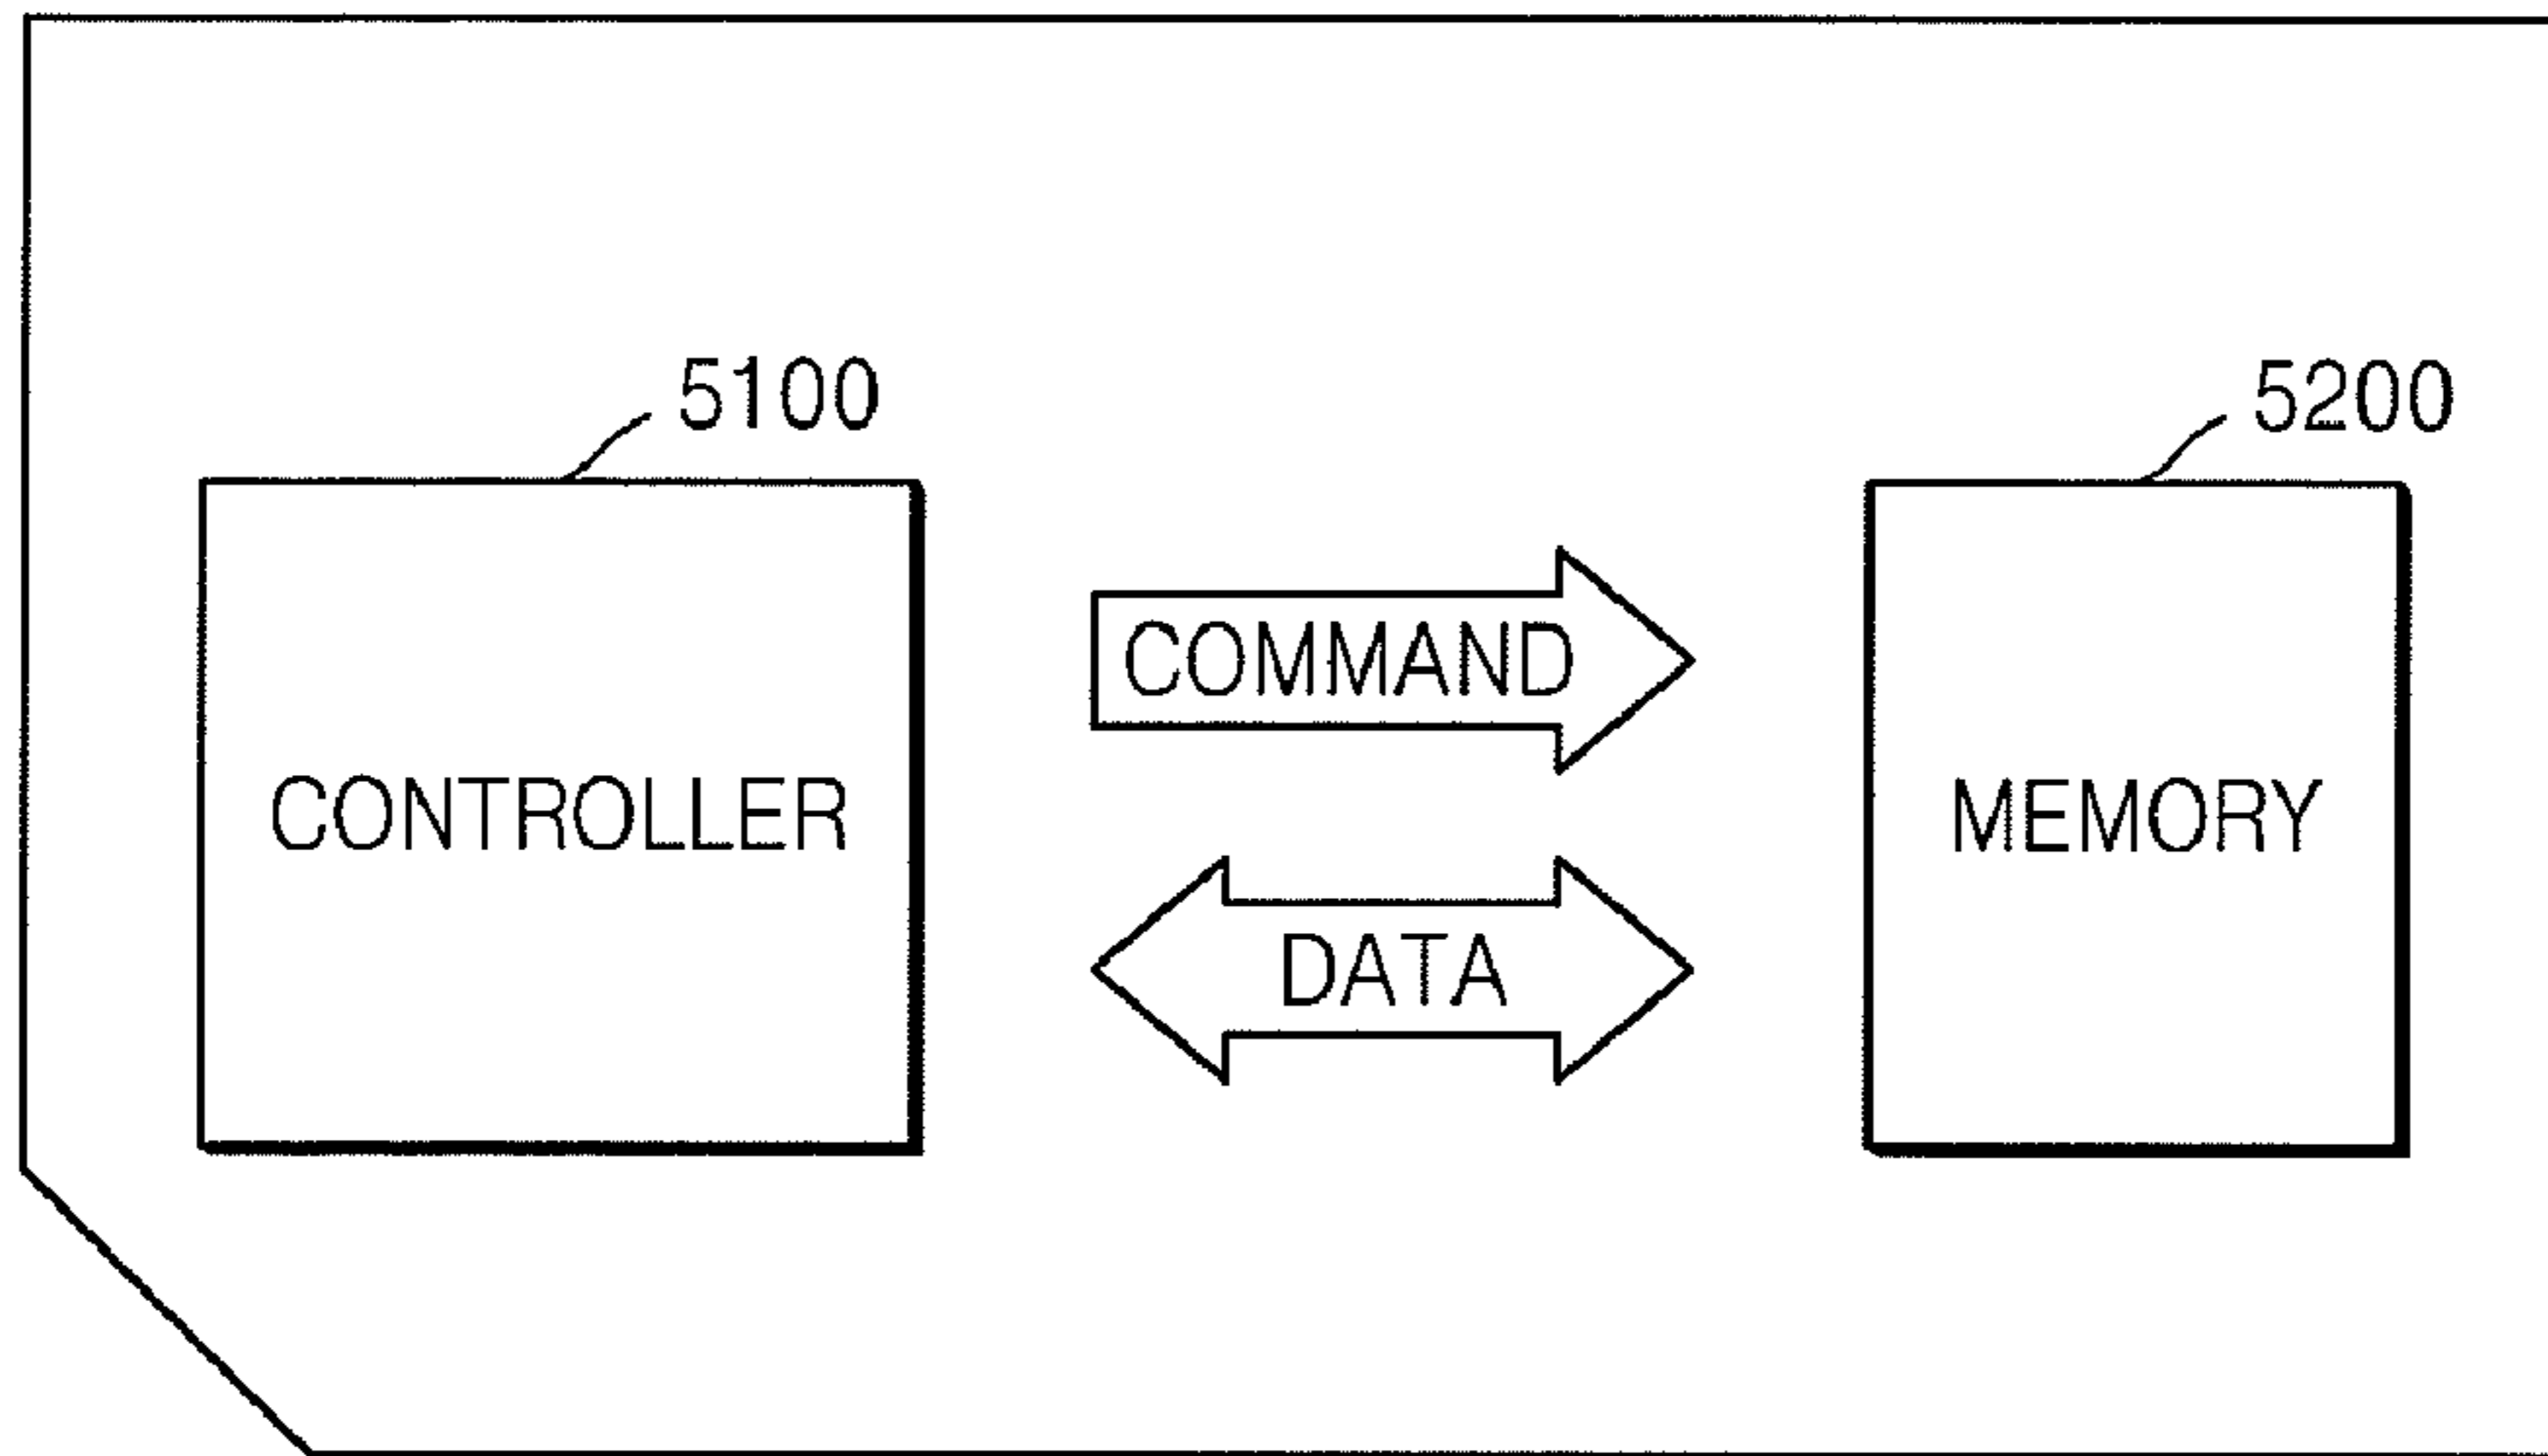 5100
5200
COMMAND
CONTROLLER
MEMORY
DATA